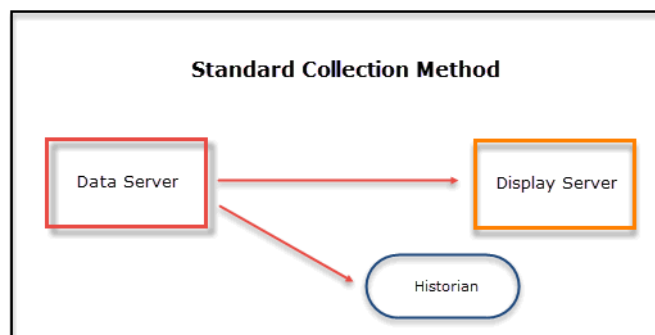 Standard Collection Method
Data Server
Display Server
Historian